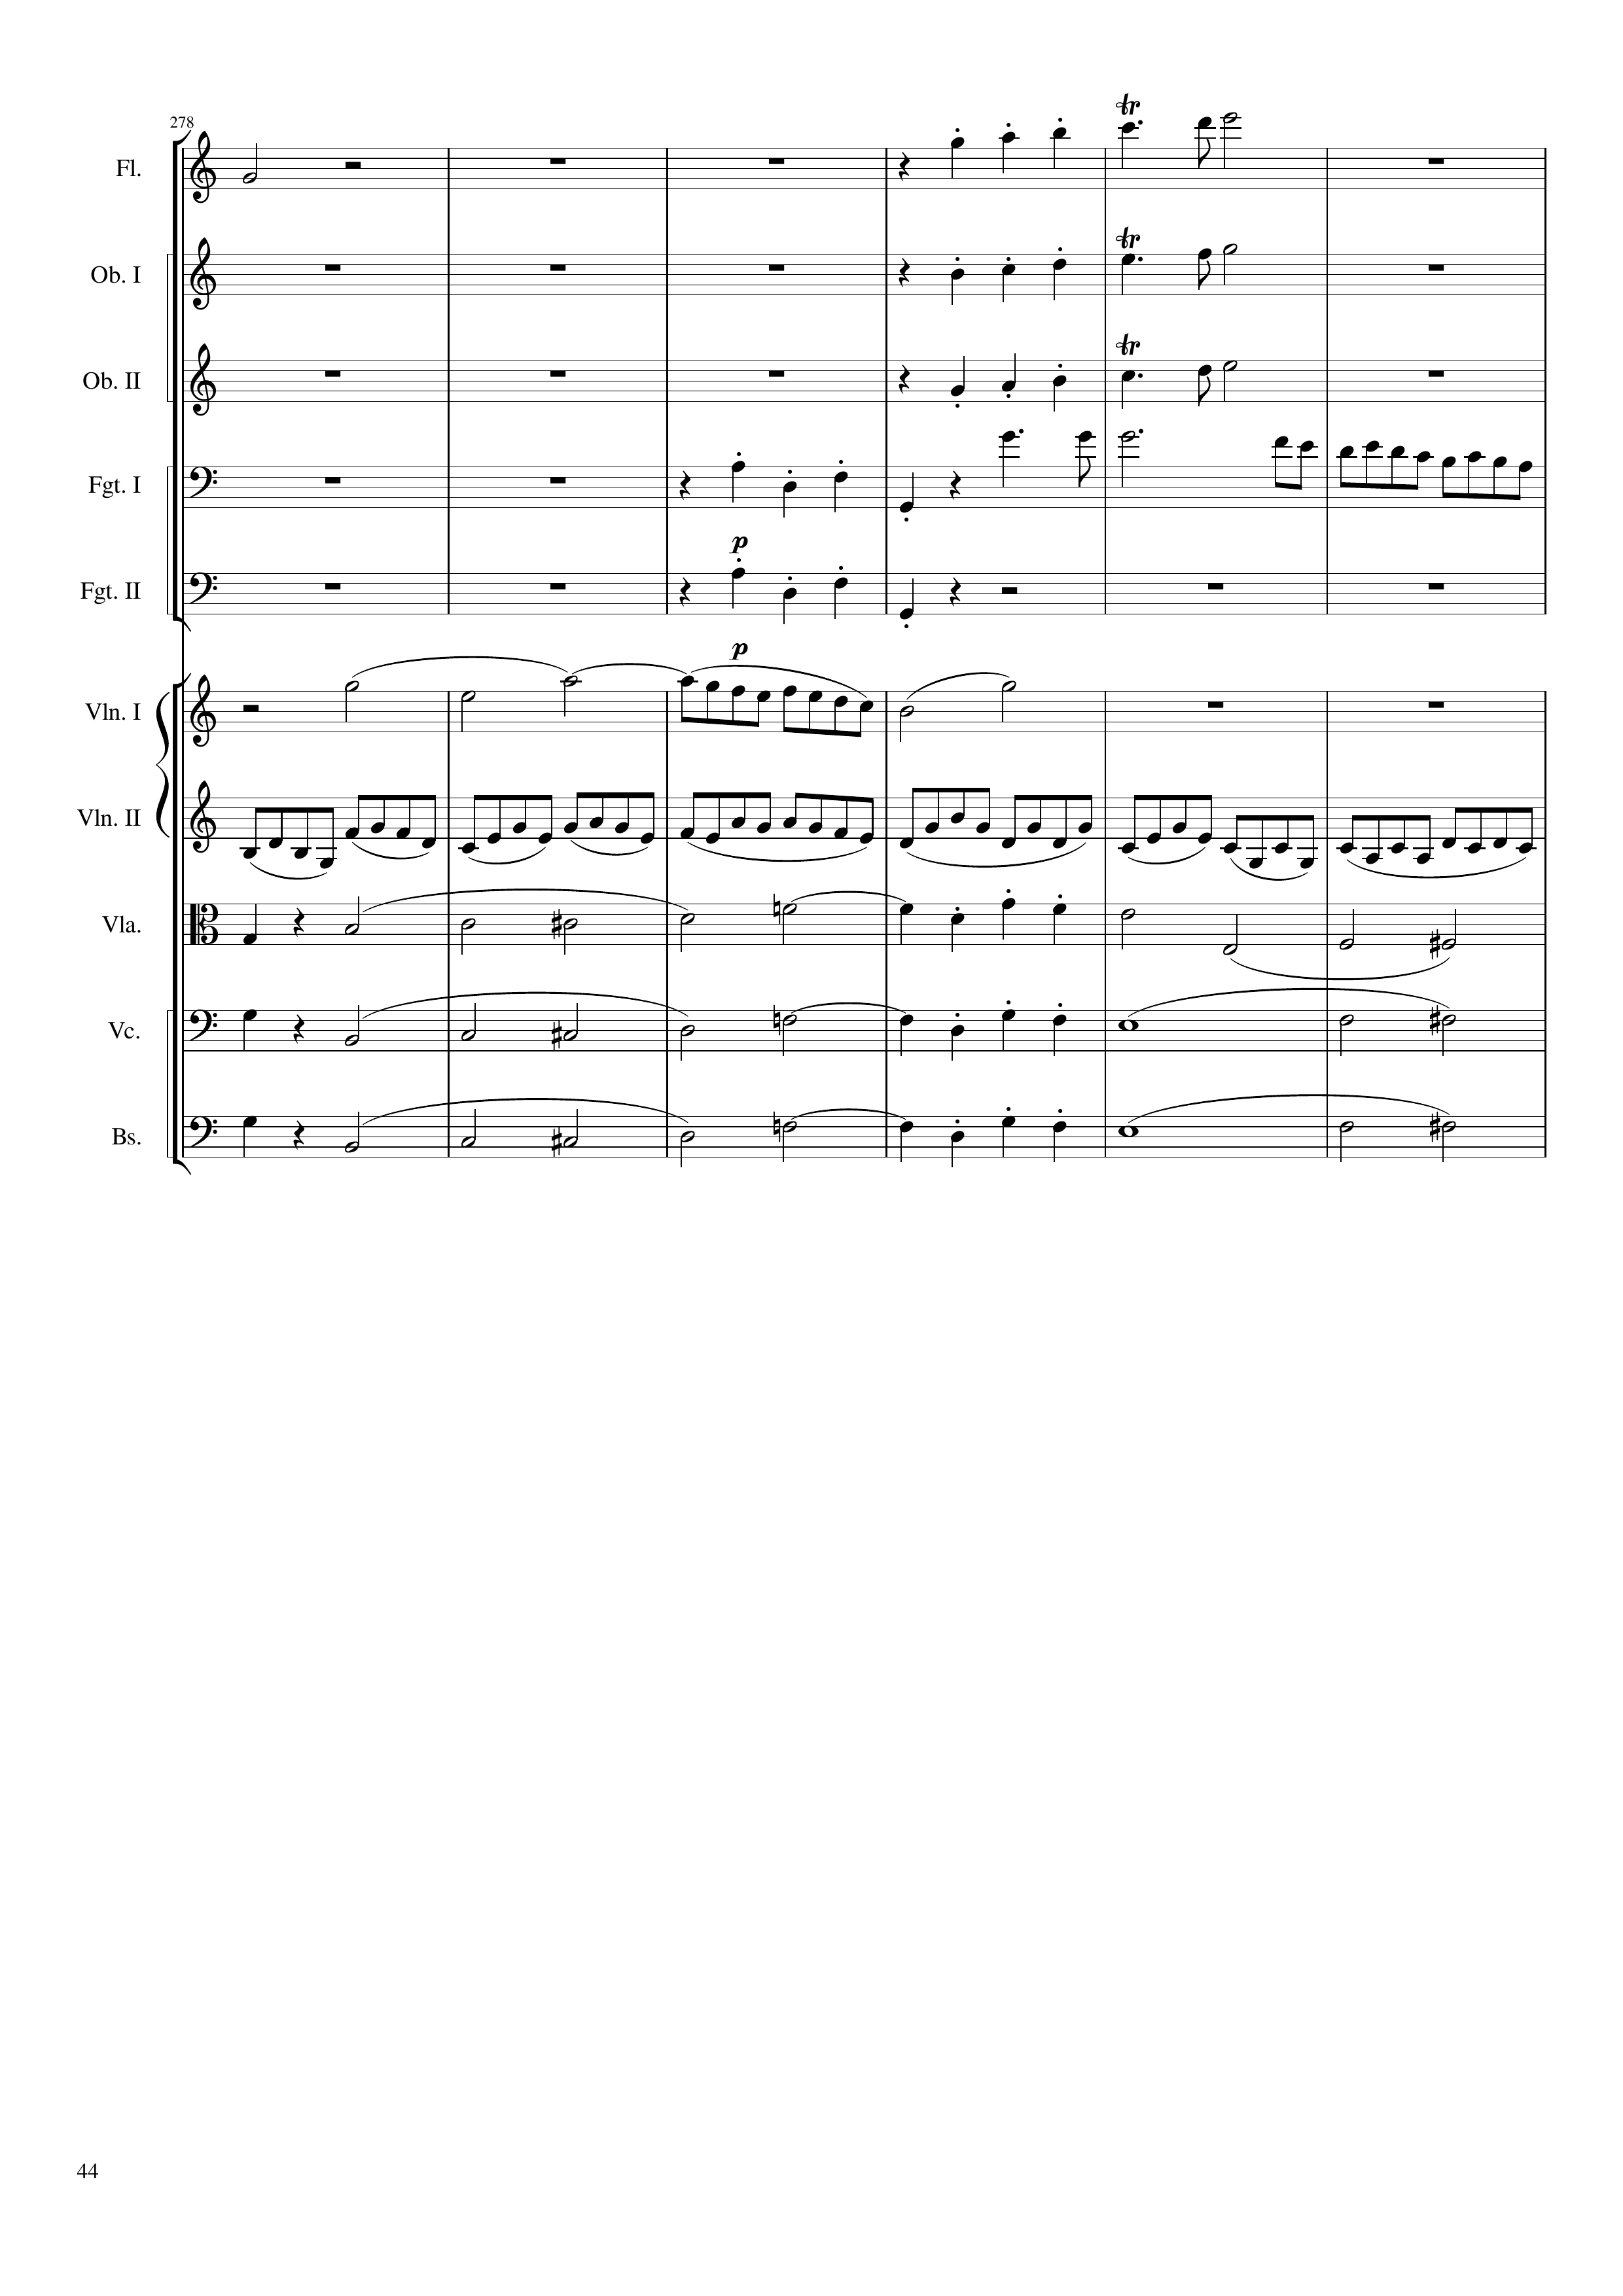 278
Fl.
tr
Ob. I
tr
Ob. II
tr
Fgt. I
p
Fgt. II
p
Vln. I
Vln. II
Vla.
Vc.
Bs.
44